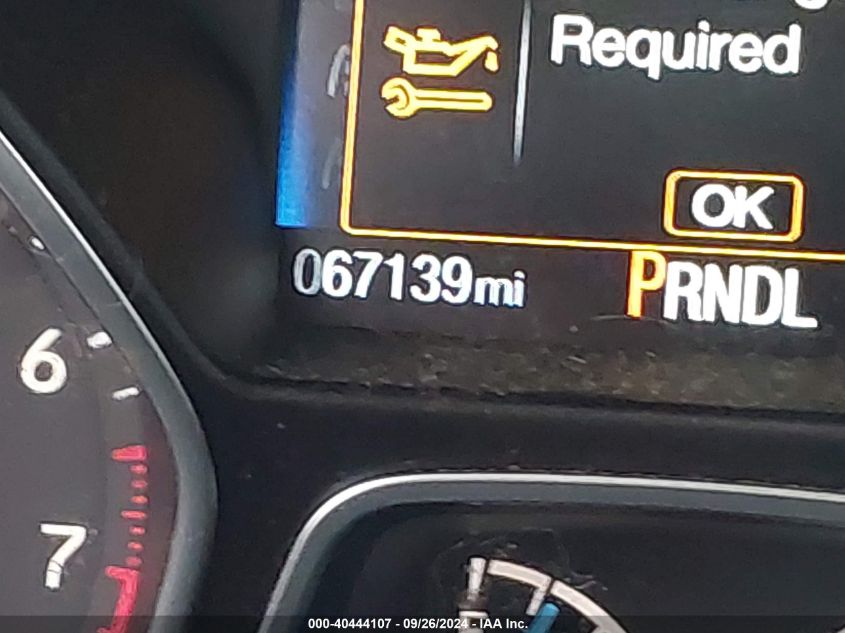 Required
OK
067139mi
PRNDL
6
7
000-40444107 - 09/26/2024 - IAA Inc.